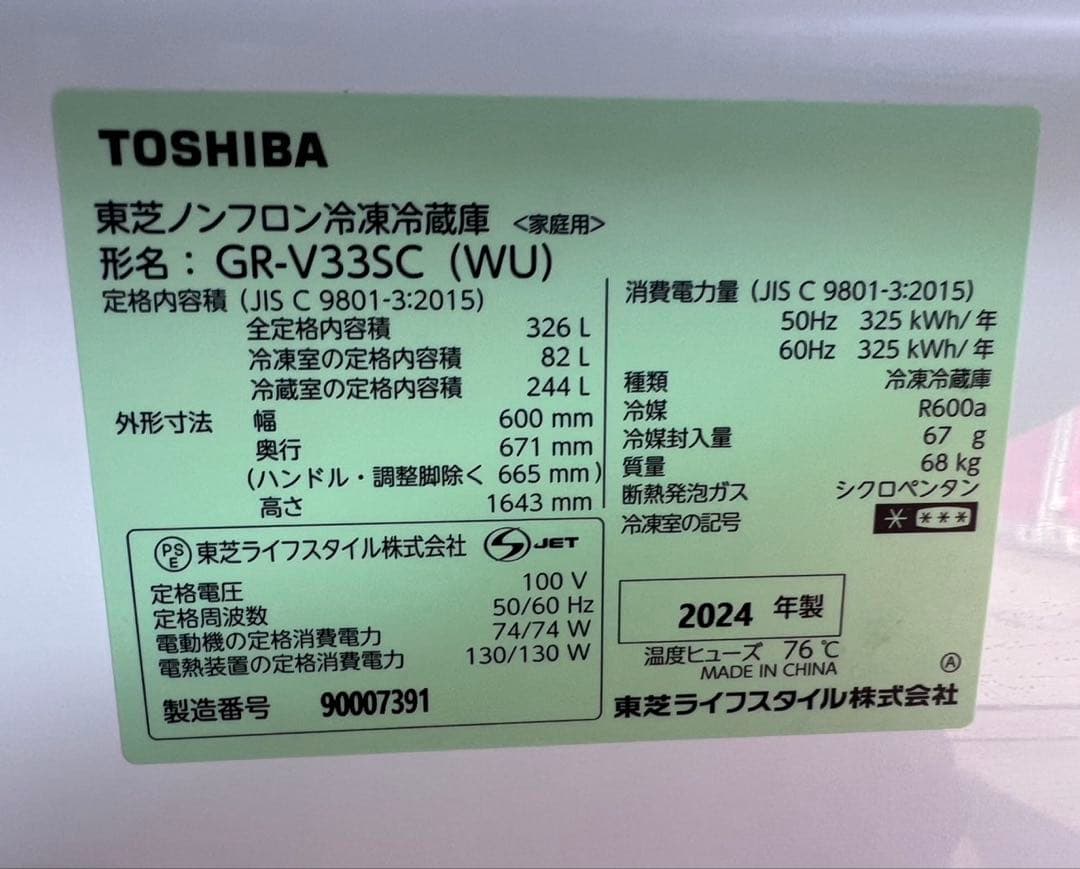 TOSHIBA
東芝ノンフロン冷凍冷蔵庫 <家庭用>
形名：GR-V33SC (WU)
定格内容積 (JIS C 9801-3:2015)
全定格内容積 326 L
冷凍室の定格内容積 82 L
冷蔵室の定格内容積 244 L
外形寸法 幅 600 mm
奥行 671 mm
(ハンドル・調整脚除く 665 mm)
高さ 1643 mm
消費電力量 (JIS C 9801-3:2015)
50Hz 325 kWh/年
60Hz 325 kWh/年
種類 冷凍冷蔵庫
冷媒 R600a
冷媒封入量 67 g
質量 68 kg
断熱発泡ガス シクロペンタン
冷凍室の記号 * ***
PSE 東芝ライフスタイル株式会社 S JET
定格電圧 100 V
定格周波数 50/60 Hz
電動機の定格消費電力 74/74 W
電熱装置の定格消費電力 130/130 W
製造番号 90007391
2024 年製
温度ヒューズ 76 ℃
MADE IN CHINA Ⓐ
東芝ライフスタイル株式会社